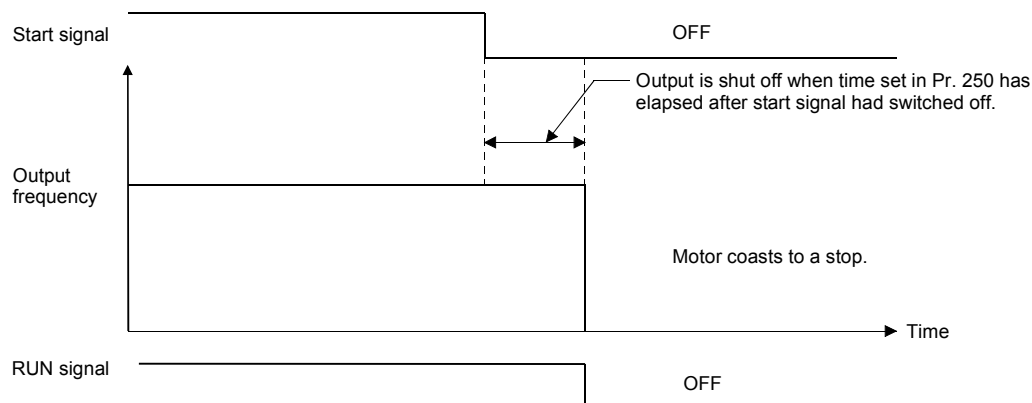 Start signal
OFF
Output is shut off when time set in Pr. 250 has
elapsed after start signal had switched off.
Output
frequency
Motor coasts to a stop.
Time
RUN signal
OFF